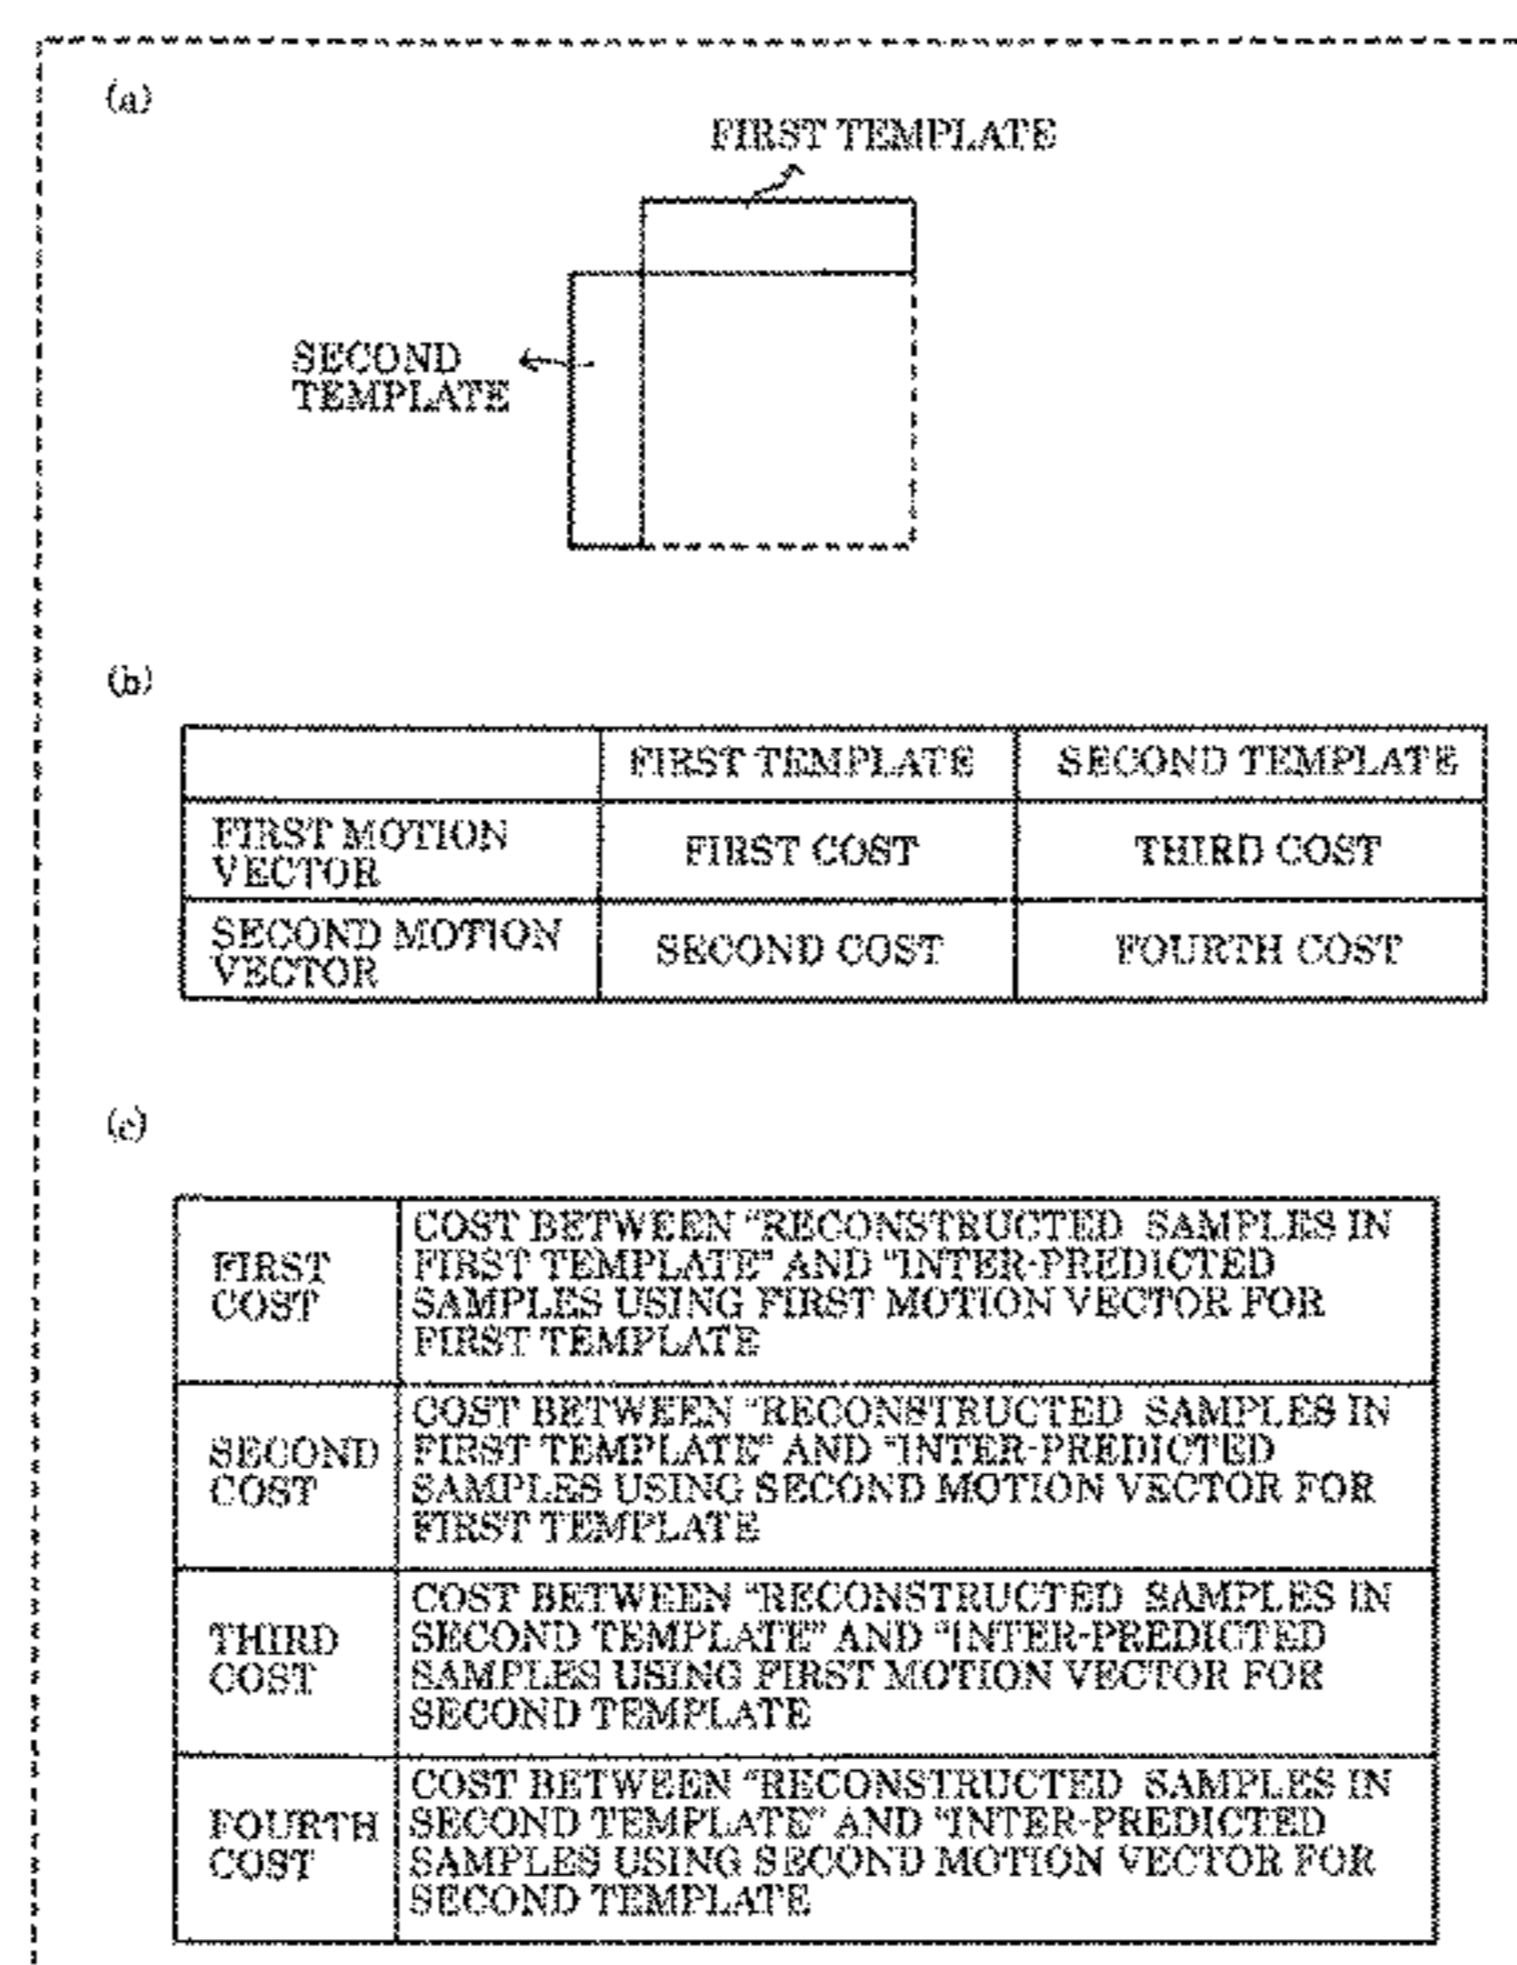 (a)
FIRST TEMPLATE
SECOND
TEMPLATE
(b)
FIRST TEMPLATE SECOND TEMPLATE
FIRST MOTION
VECTOR
FIRST COST THIRD COST
SECOND MOTION
VECTOR
SECOND COST FOURTH COST
(c)
FIRST
COST
COST BETWEEN "RECONSTRUCTED SAMPLES IN
FIRST TEMPLATE" AND "INTER-PREDICTED
SAMPLES USING FIRST MOTION VECTOR FOR
FIRST TEMPLATE
SECOND
COST
COST BETWEEN "RECONSTRUCTED SAMPLES IN
FIRST TEMPLATE" AND "INTER-PREDICTED
SAMPLES USING SECOND MOTION VECTOR FOR
FIRST TEMPLATE
THIRD
COST
COST BETWEEN "RECONSTRUCTED SAMPLES IN
SECOND TEMPLATE" AND "INTER-PREDICTED
SAMPLES USING FIRST MOTION VECTOR FOR
SECOND TEMPLATE
FOURTH
COST
COST BETWEEN "RECONSTRUCTED SAMPLES IN
SECOND TEMPLATE" AND "INTER-PREDICTED
SAMPLES USING SECOND MOTION VECTOR FOR
SECOND TEMPLATE